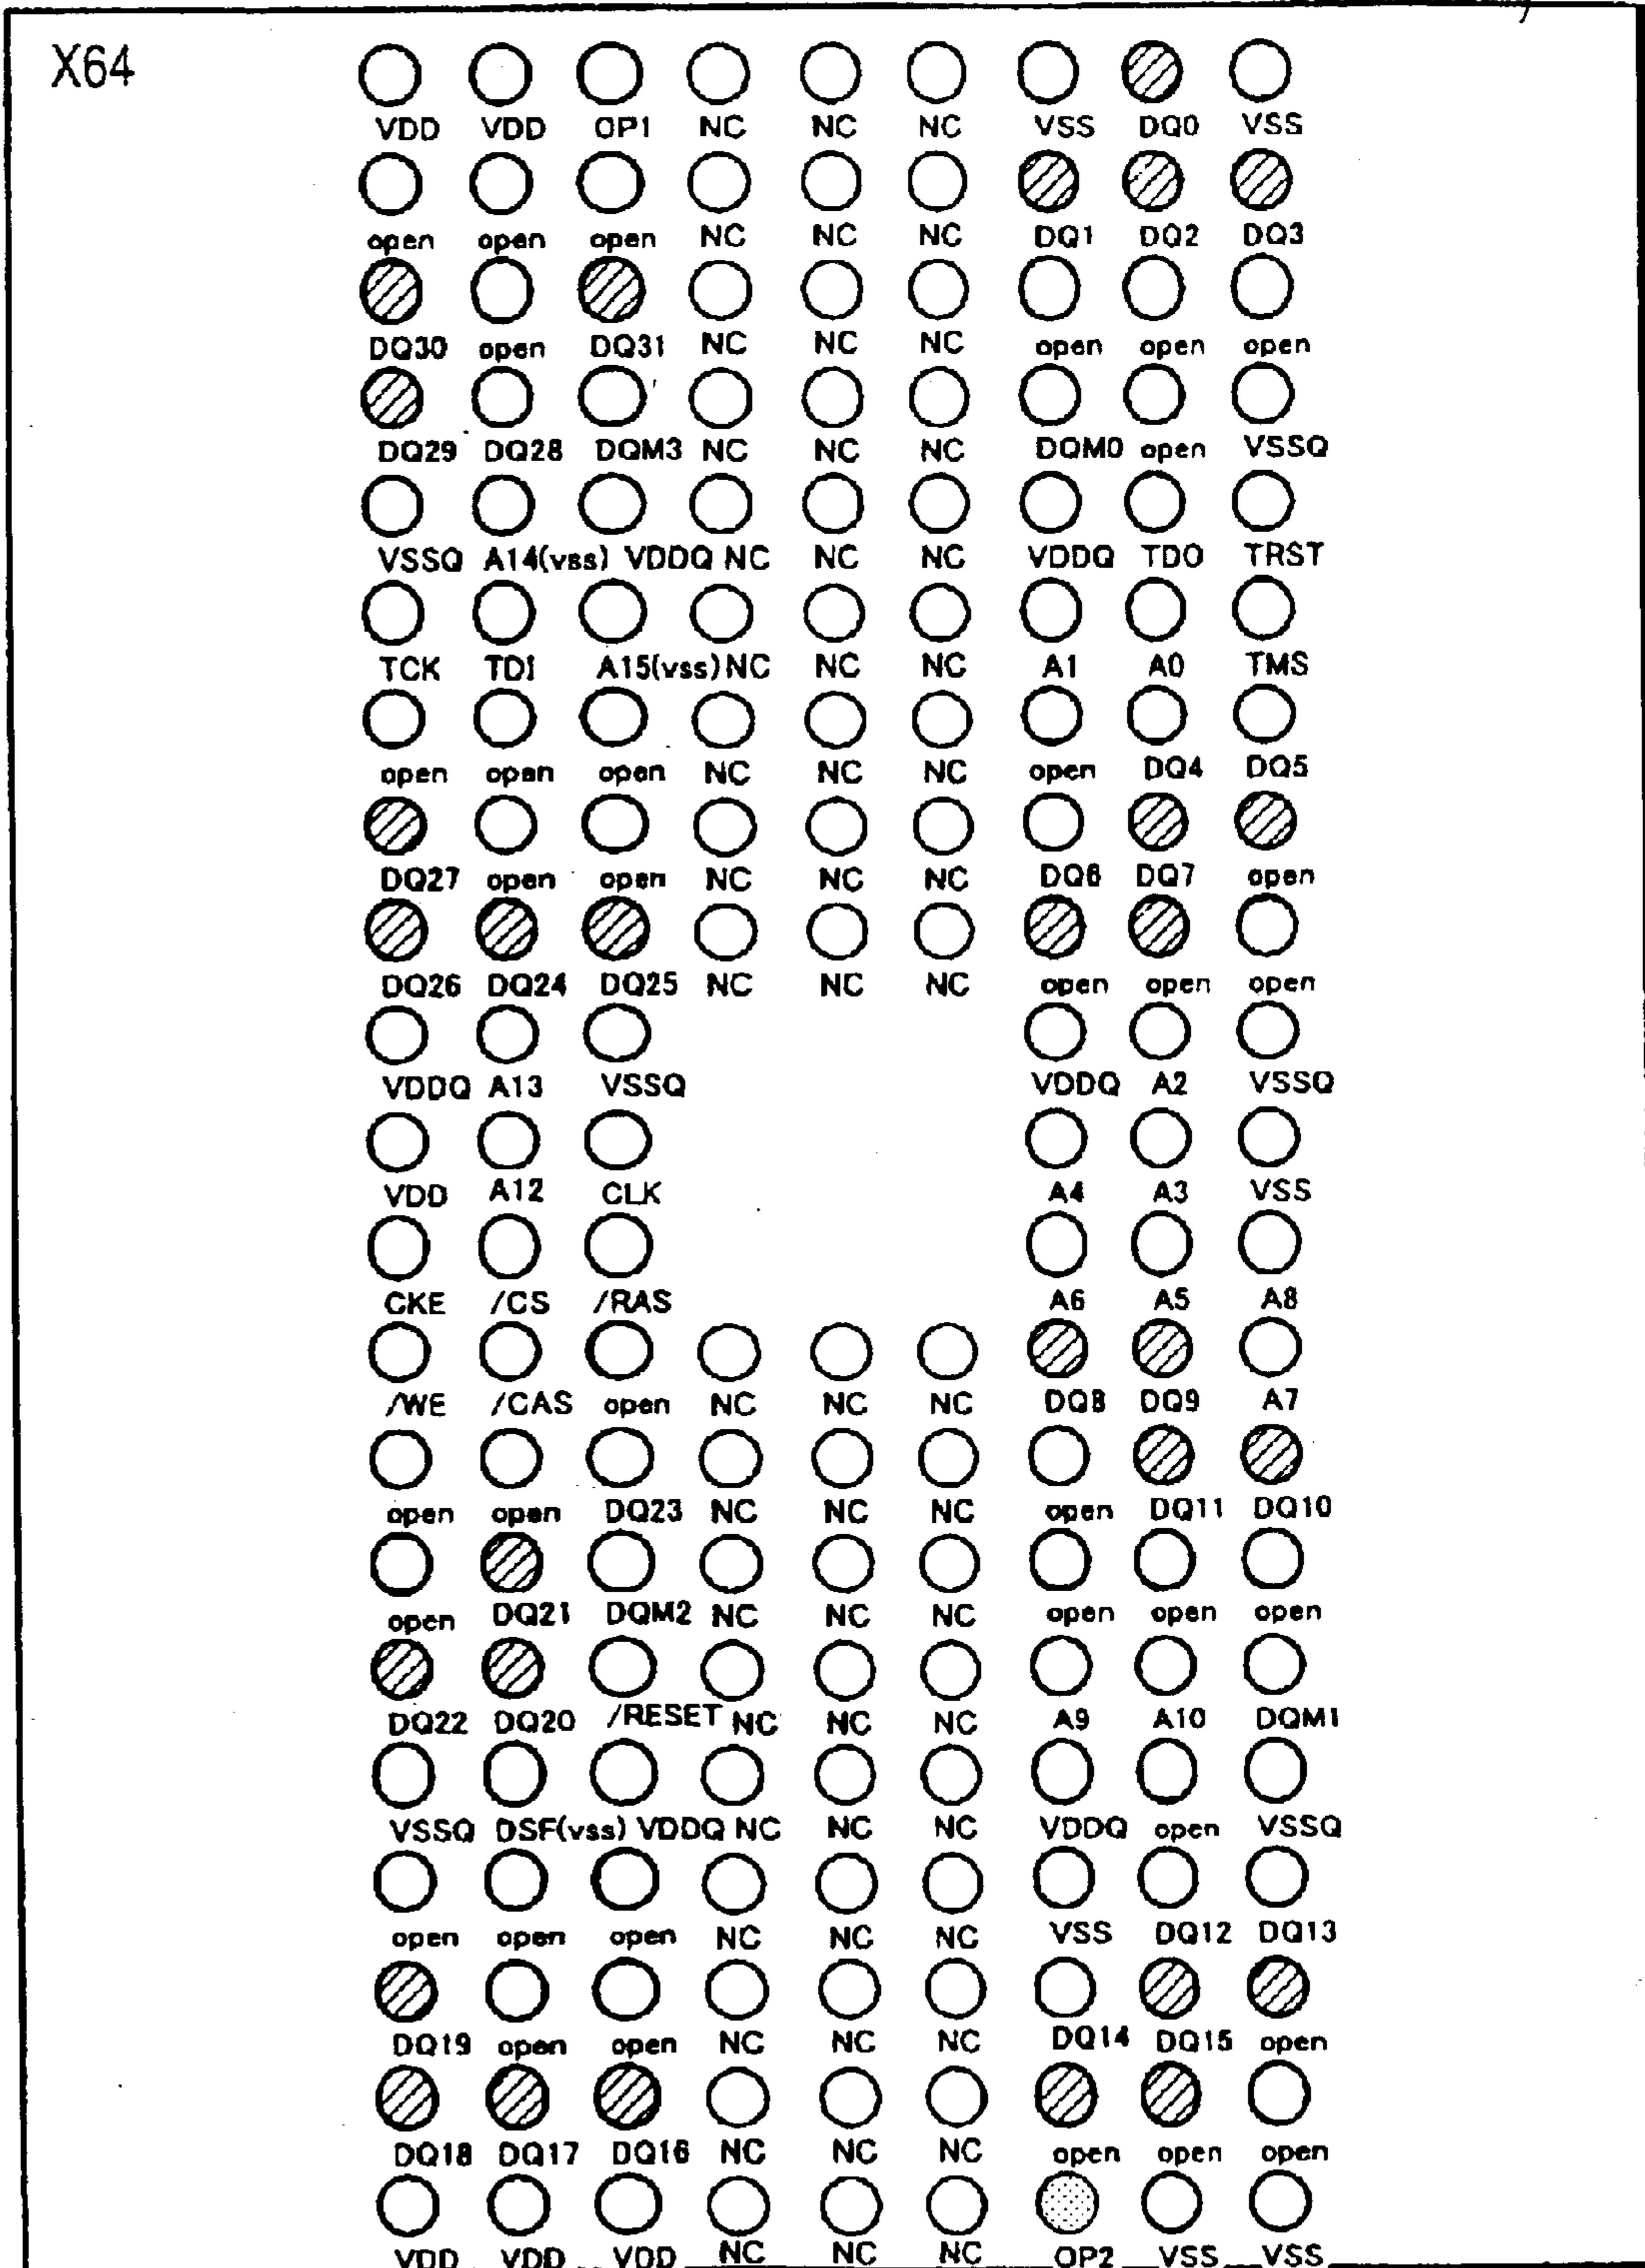 X64
VDD VDD OP1 NC NC NC VSS DQ0 VSS
open open open NC NC NC DQ1 DQ2 DQ3
DQ30 open DQ31 NC NC NC open open open
DQ29 DQ28 DQM3 NC NC NC DQM0 open VSSQ
VSSQ A14(vss) VDDQ NC NC NC VDDQ TDO TRST
TCK TDI A15(vss) NC NC NC A1 A0 TMS
open open open NC NC NC open DQ4 DQ5
DQ27 open open NC NC NC DQ6 DQ7 open
DQ26 DQ24 DQ25 NC NC NC open open open
VDDQ A13 VSSQ VDDQ A2 VSSQ
VDD A12 CLK A4 A3 VSS
CKE /CS /RAS A6 A5 A8
/WE /CAS open NC NC NC DQ8 DQ9 A7
open open DQ23 NC NC NC open DQ11 DQ10
open DQ21 DQM2 NC NC NC open open open
DQ22 DQ20 /RESET NC NC NC A9 A10 DQM1
VSSQ DSF(vss) VDDQ NC NC NC VDDQ open VSSQ
open open open NC NC NC VSS DQ12 DQ13
DQ19 open open NC NC NC DQ14 DQ15 open
DQ18 DQ17 DQ16 NC NC NC open open open
VDD VDD VDD NC NC NC OP2 VSS VSS